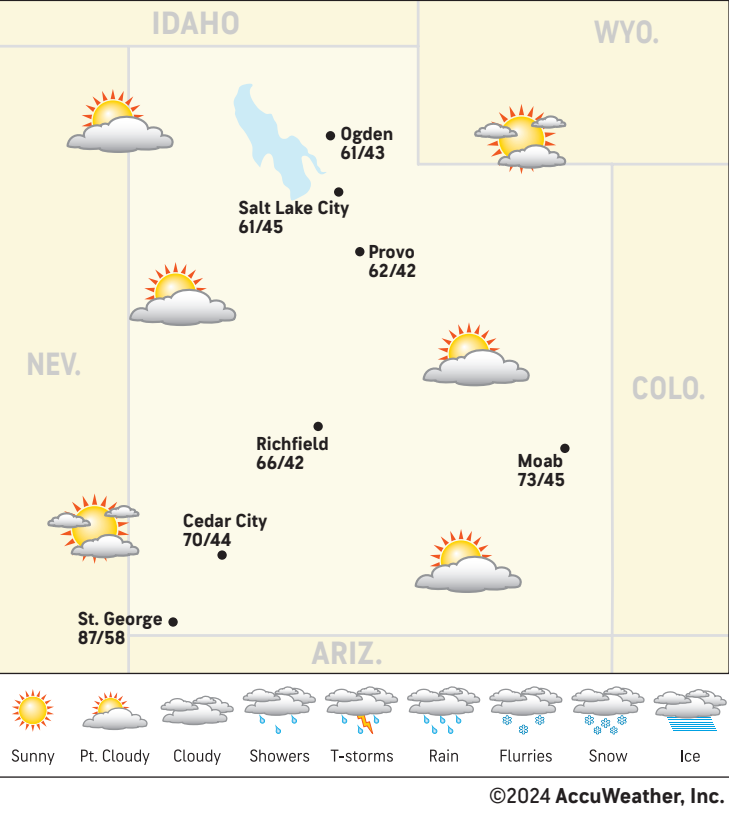 IDAHO
WYO.
Ogden
61/43
Salt Lake City
61/45
Provo
62/42
NEV.
COLO.
Richfield
66/42
Moab
73/45
Cedar City
70/44
St. George
87/58
ARIZ.
Sunny Pt. Cloudy Cloudy Showers T-storms Rain Flurries Snow Ice
©2024 AccuWeather, Inc.